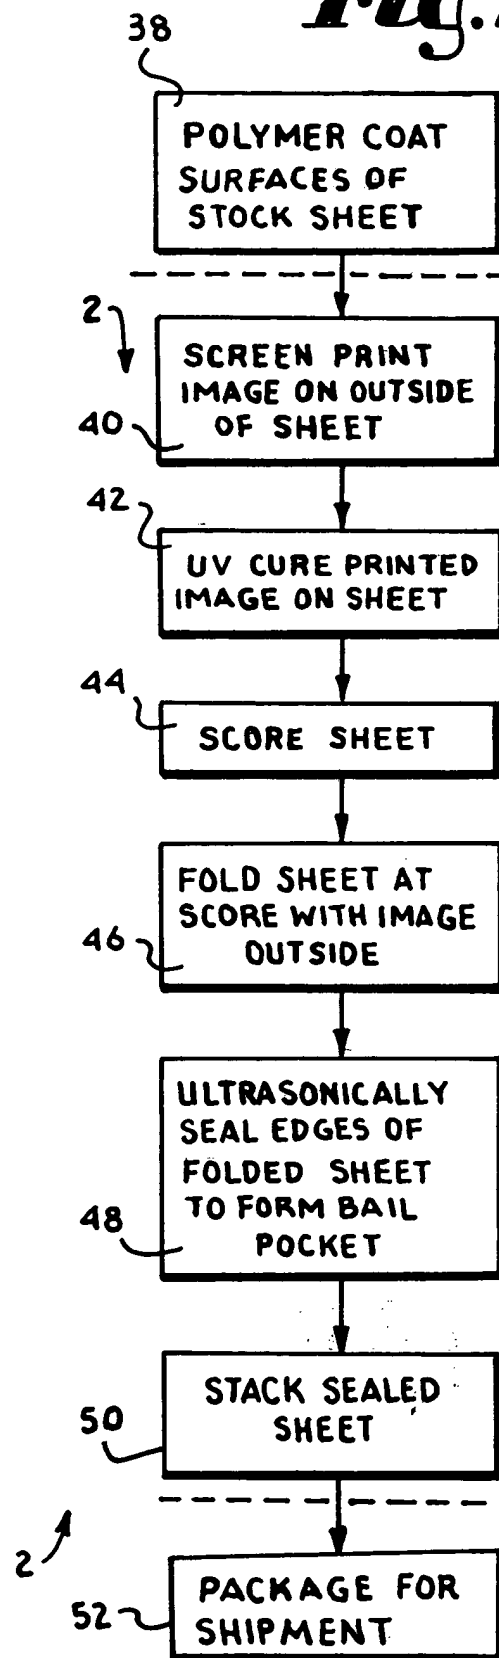 Fig.
38
POLYMER COAT
SURFACES OF
STOCK SHEET
2
SCREEN PRINT
IMAGE ON OUTSIDE
OF SHEET
40
42
UV CURE PRINTED
IMAGE ON SHEET
44
SCORE SHEET
FOLD SHEET AT
SCORE WITH IMAGE
OUTSIDE
46
ULTRASONICALLY
SEAL EDGES OF
FOLDED SHEET
TO FORM BAIL
POCKET
48
STACK SEALED
SHEET
50
2
PACKAGE FOR
SHIPMENT
52